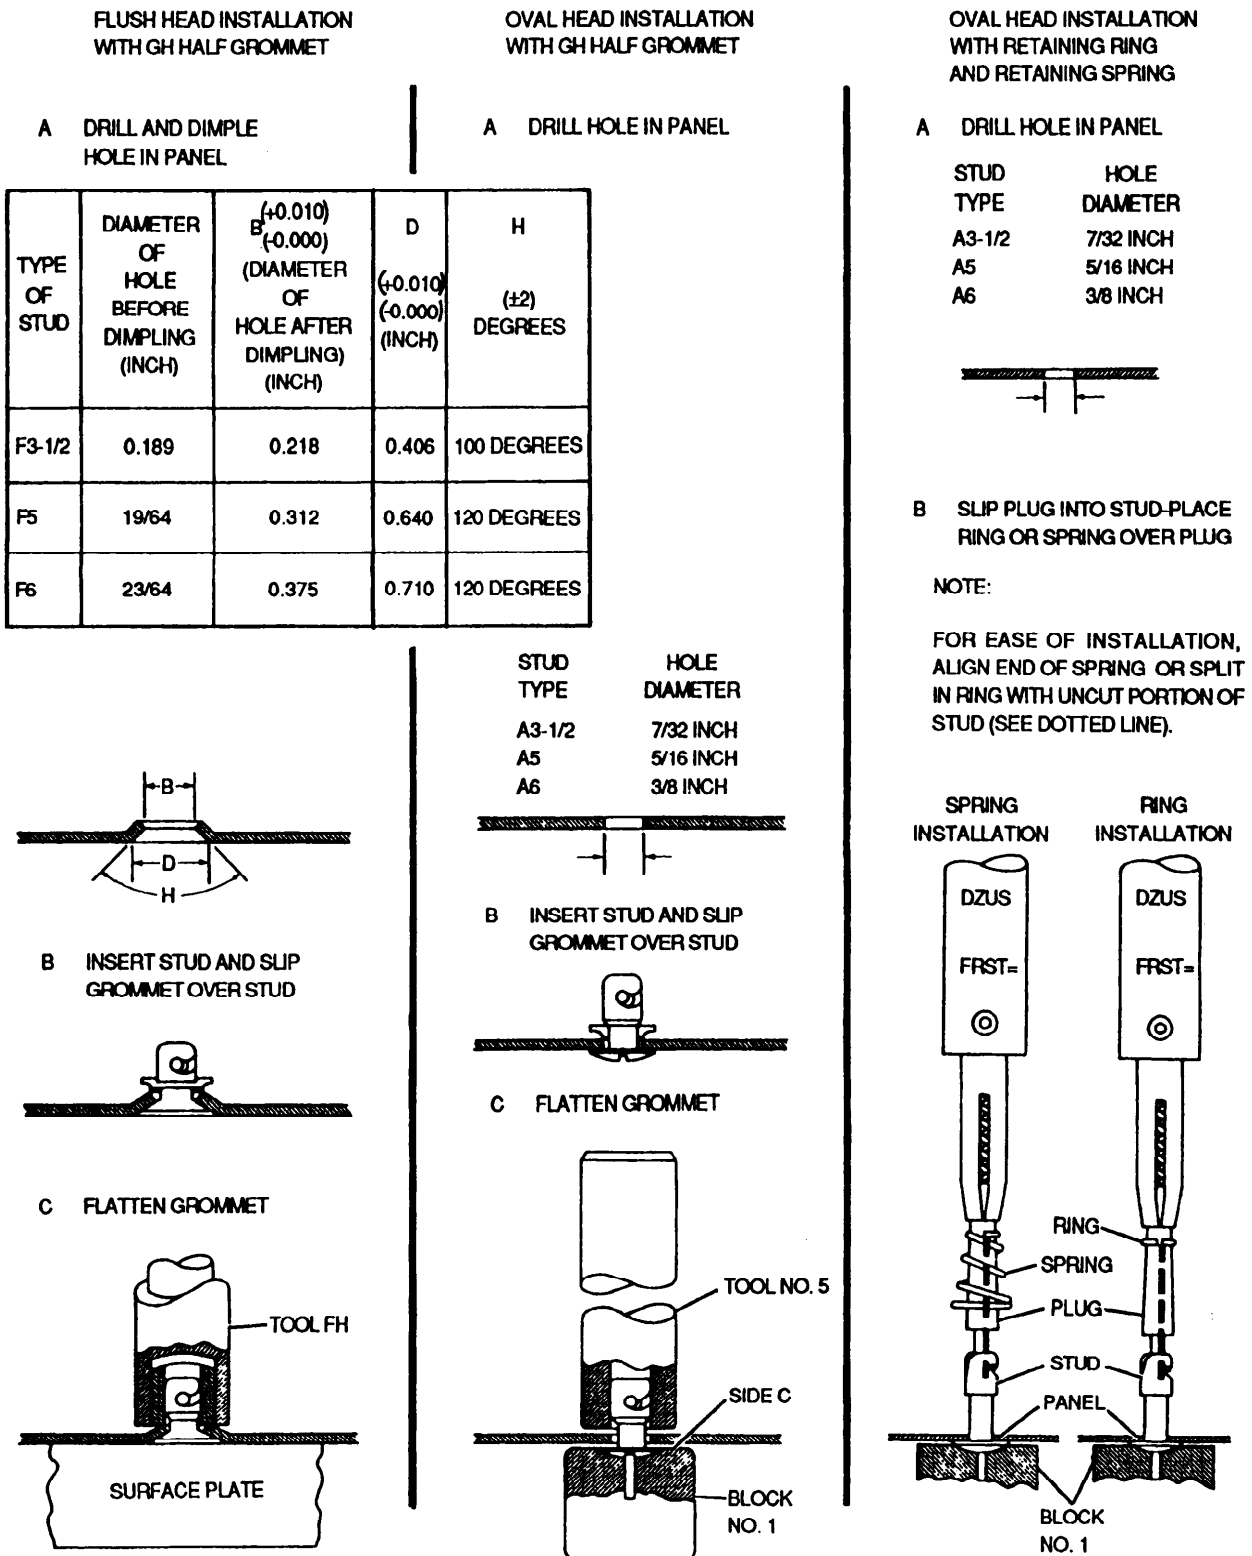 FLUSH HEAD INSTALLATION
WITH GH HALF GROMMET
A DRILL AND DIMPLE
HOLE IN PANEL
TYPE
OF
STUD
DIAMETER
OF
HOLE
BEFORE
DIMPLING
(INCH)
B (+0.010)
(-0.000)
(DIAMETER
OF
HOLE AFTER
DIMPLING)
(INCH)
D
(+0.010)
(-0.000)
(INCH)
H
(±2)
DEGREES
F3-1/2 0.189 0.218 0.406 100 DEGREES
F5 19/64 0.312 0.640 120 DEGREES
F6 23/64 0.375 0.710 120 DEGREES
B
D
H
B INSERT STUD AND SLIP
GROMMET OVER STUD
C FLATTEN GROMMET
TOOL FH
SURFACE PLATE
OVAL HEAD INSTALLATION
WITH GH HALF GROMMET
A DRILL HOLE IN PANEL
STUD HOLE
TYPE DIAMETER
A3-1/2 7/32 INCH
A5 5/16 INCH
A6 3/8 INCH
B INSERT STUD AND SLIP
GROMMET OVER STUD
C FLATTEN GROMMET
TOOL NO. 5
SIDE C
BLOCK
NO. 1
OVAL HEAD INSTALLATION
WITH RETAINING RING
AND RETAINING SPRING
A DRILL HOLE IN PANEL
STUD HOLE
TYPE DIAMETER
A3-1/2 7/32 INCH
A5 5/16 INCH
A6 3/8 INCH
B SLIP PLUG INTO STUD-PLACE
RING OR SPRING OVER PLUG
NOTE:
FOR EASE OF INSTALLATION,
ALIGN END OF SPRING OR SPLIT
IN RING WITH UNCUT PORTION OF
STUD (SEE DOTTED LINE).
SPRING
INSTALLATION
RING
INSTALLATION
DZUS
FRST=
DZUS
FRST=
RING
SPRING
PLUG
STUD
PANEL
BLOCK
NO. 1